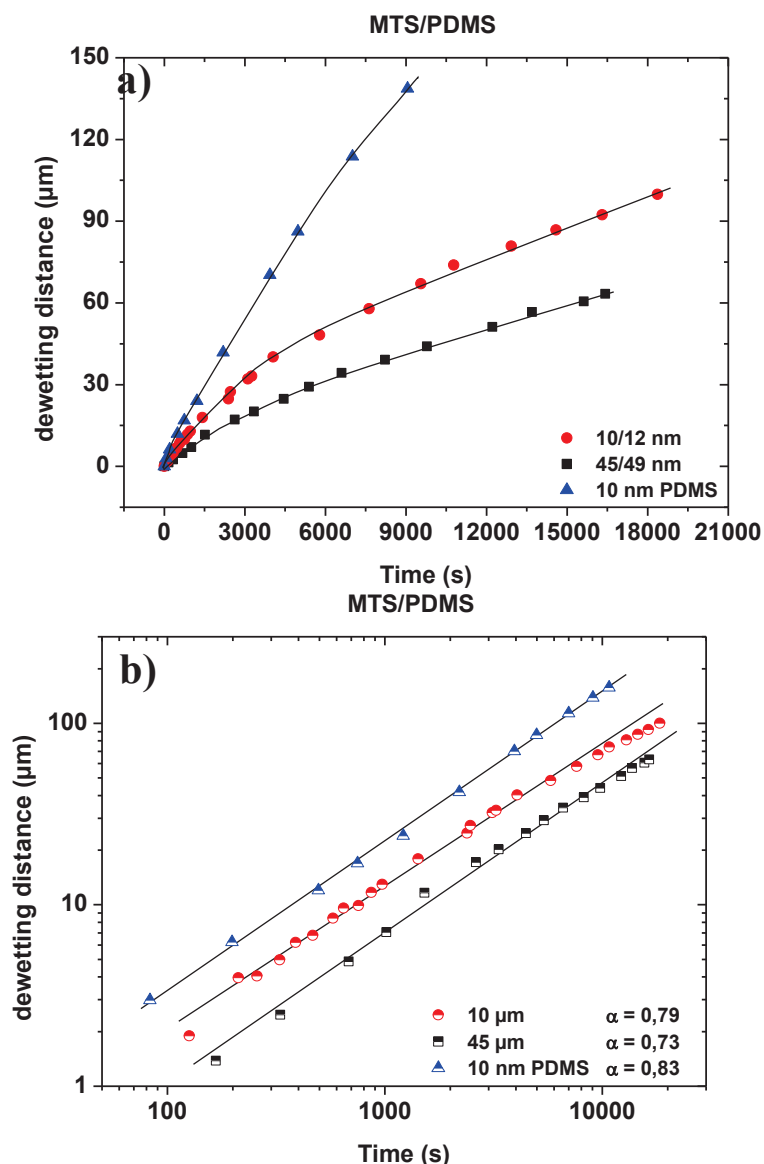 MTS/PDMS
a)
150
120
90
60
30
0
dewetting distance (µm)
10/12 nm
45/49 nm
10 nm PDMS
0 3000 6000 9000 12000 15000 18000 21000
Time (s)
MTS/PDMS
b)
100
10
1
dewetting distance (µm)
10 µm α = 0,79
45 µm α = 0,73
10 nm PDMS α = 0,83
100 1000 10000
Time (s)